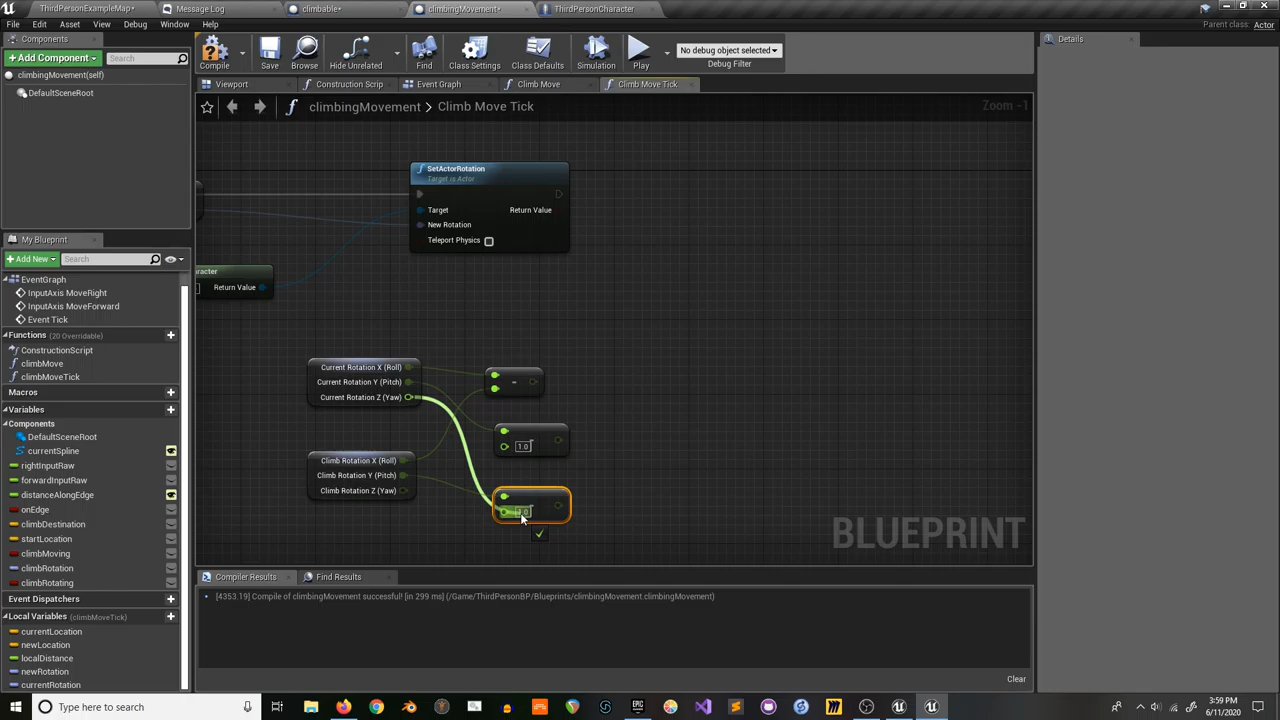 ThirdPersonExampleMap*
Message Log
climbable*
climbingMovement*
ThirdPersonCharacter
File
Edit
Asset
View
Debug
Window
Help
Parent class: Actor
Components
+ Add Component
Search
climbingMovement(self)
DefaultSceneRoot
Compile
Save
Browse
Hide Unrelated
Find
Class Settings
Class Defaults
Simulation
Play
No debug object selected
Debug Filter
Details
Viewport
Construction Scrip
Event Graph
Climb Move
Climb Move Tick
climbingMovement > Climb Move Tick
Zoom -1
SetActorRotation
Target is Actor
Target
Return Value
New Rotation
Teleport Physics
aracter
Return Value
Current Rotation X (Roll)
Current Rotation Y (Pitch)
Current Rotation Z (Yaw)
-
1.0
Climb Rotation X (Roll)
Climb Rotation Y (Pitch)
Climb Rotation Z (Yaw)
BLUEPRINT
My Blueprint
+ Add New
Search
EventGraph
InputAxis MoveRight
InputAxis MoveForward
Event Tick
Functions (20 Overridable)
ConstructionScript
climbMove
climbMoveTick
Macros
Variables
Components
DefaultSceneRoot
currentSpline
rightInputRaw
forwardInputRaw
distanceAlongEdge
onEdge
climbDestination
startLocation
climbMoving
climbRotation
climbRotating
Event Dispatchers
Local Variables (climbMoveTick)
currentLocation
newLocation
localDistance
newRotation
currentRotation
Compiler Results
Find Results
[4353.19] Compile of climbingMovement successful! [in 299 ms] (/Game/ThirdPersonBP/Blueprints/climbingMovement.climbingMovement)
Clear
Type here to search
3:59 PM
6/11/2020